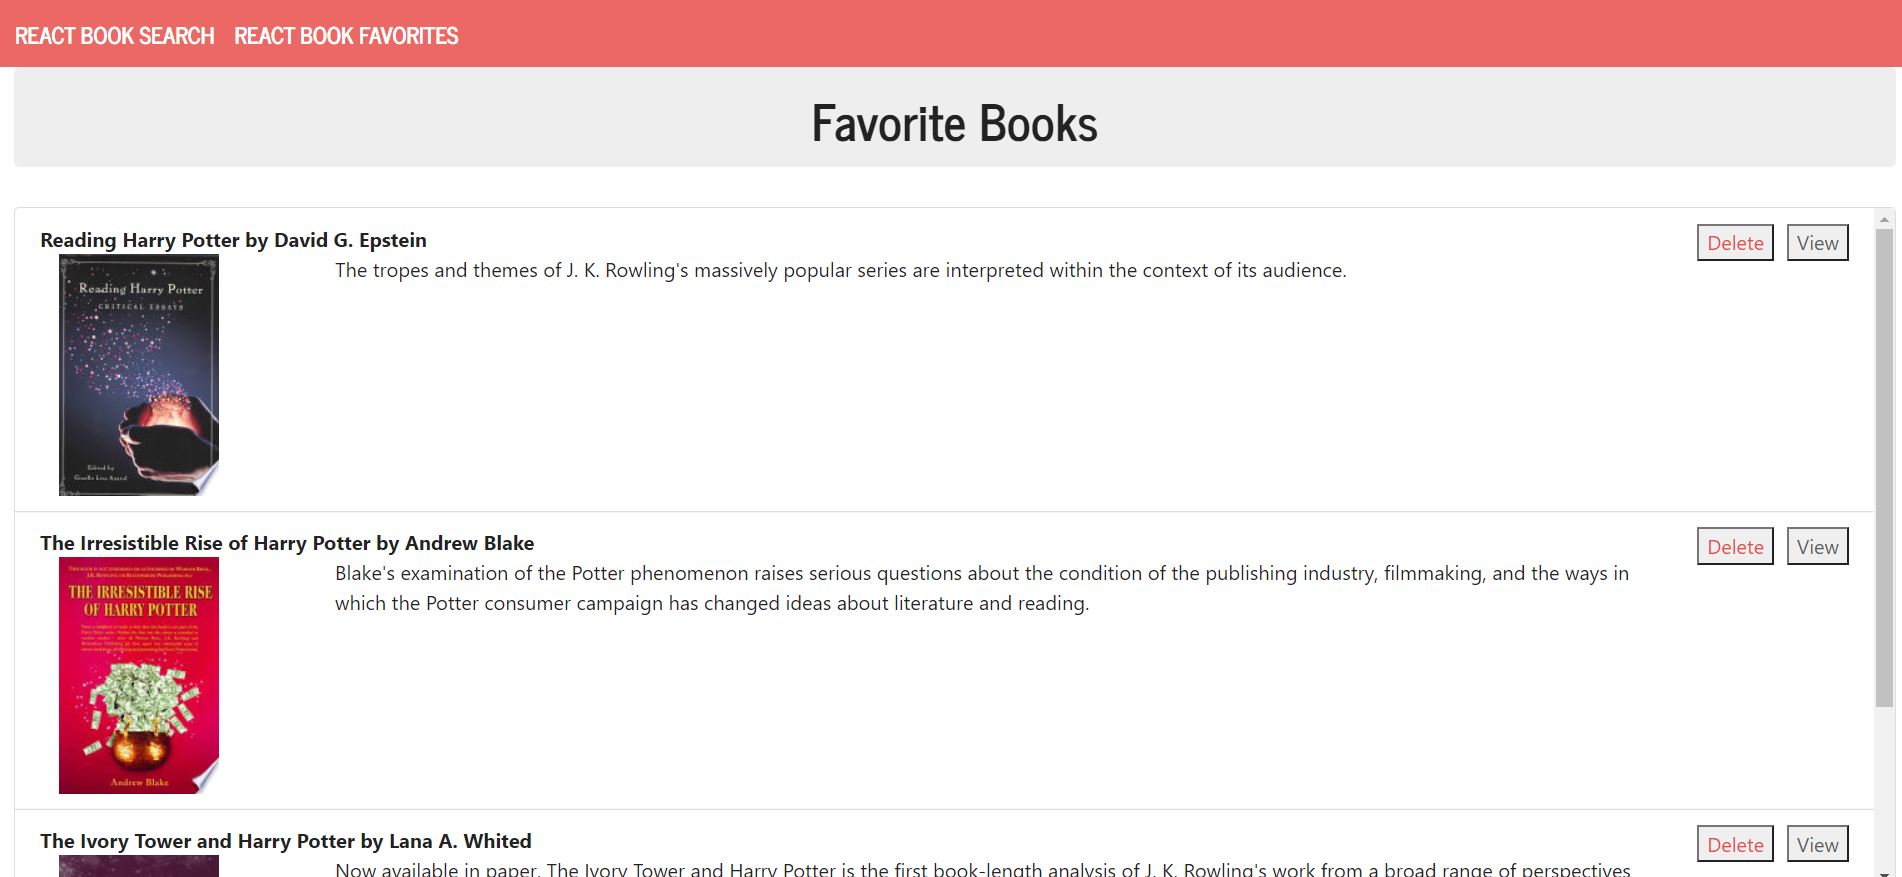 REACT BOOK SEARCH REACT BOOK FAVORITES
Favorite Books
Reading Harry Potter by David G. Epstein
Delete View
The tropes and themes of J. K. Rowling's massively popular series are interpreted within the context of its audience.
Reading Harry Potter
CRITICAL ESSAYS
Edited by
The Irresistible Rise of Harry Potter by Andrew Blake
Delete View
Blake's examination of the Potter phenomenon raises serious questions about the condition of the publishing industry, filmmaking, and the ways in
which the Potter consumer campaign has changed ideas about literature and reading.
THE IRRESISTIBLE RISE
OF HARRY POTTER
Andrew Blake
The Ivory Tower and Harry Potter by Lana A. Whited
Delete View
Now available in paper, The Ivory Tower and Harry Potter is the first book-length analysis of J. K. Rowling's work from a broad range of perspectives